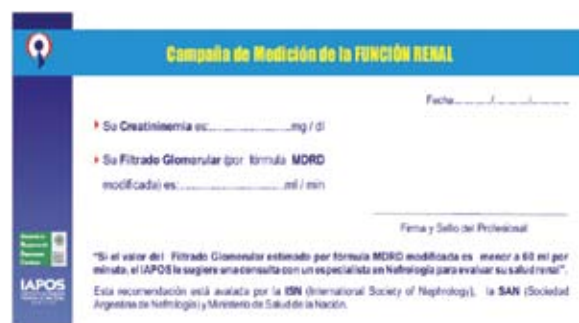 Campaña de Medición de la FUNCIÓN RENAL
Fecha............/............/............
Su Creatininemia es:..............................mg / dl
Su Filtrado Glomerular (por fórmula MDRD
modificada) es:..............................ml / min
Firma y Sello del Profesional
"Si el valor del Filtrado Glomerular estimado por fórmula MDRD modificada es menor a 60 ml por
minuto, el IAPOS le sugiere una consulta con un especialista en Nefrología para evaluar su salud renal".
Esta recomendación está avalada por la ISN (International Society of Nephrology), la SAN (Sociedad
Argentina de Nefrología) y Ministerio de Salud de la Nación.
IAPOS